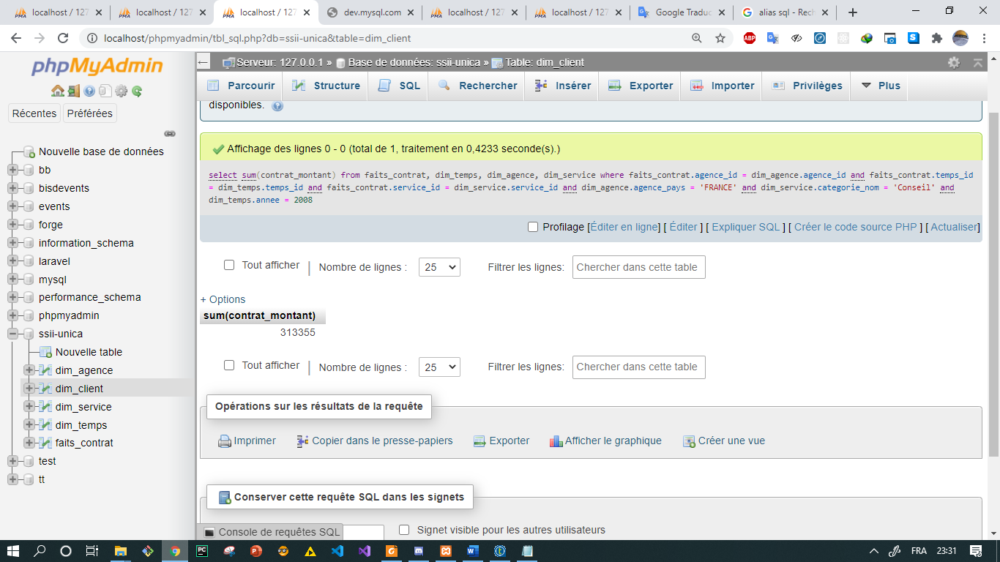 localhost / 127
localhost / 127
localhost / 127
dev.mysql.com
localhost / 127
localhost / 127
Google Traduc
alias sql - Rech
localhost/phpmyadmin/tbl_sql.php?db=ssii-unica&table=dim_client
ABP
phpMyAdmin
Récentes
Préférées
Nouvelle base de données
bb
bisdevents
events
forge
information_schema
laravel
mysql
performance_schema
phpmyadmin
ssii-unica
Nouvelle table
dim_agence
dim_client
dim_service
dim_temps
faits_contrat
test
tt
Serveur: 127.0.0.1 » Base de données: ssii-unica » Table: dim_client
Parcourir Structure SQL Rechercher Insérer Exporter Importer Privilèges Plus
disponibles.
Affichage des lignes 0 - 0 (total de 1, traitement en 0,4233 seconde(s).)
select sum(contrat_montant) from faits_contrat, dim_temps, dim_agence, dim_service where faits_contrat.agence_id = dim_agence.agence_id and faits_contrat.temps_id
= dim_temps.temps_id and faits_contrat.service_id = dim_service.service_id and dim_agence.agence_pays = 'FRANCE' and dim_service.categorie_nom = 'Conseil' and
dim_temps.annee = 2008
Profilage [Éditer en ligne] [ Éditer ] [ Expliquer SQL ] [ Créer le code source PHP ] [ Actualiser]
Tout afficher | Nombre de lignes : 25 Filtrer les lignes: Chercher dans cette table
+ Options
sum(contrat_montant)
313355
Tout afficher | Nombre de lignes : 25 Filtrer les lignes: Chercher dans cette table
Opérations sur les résultats de la requête
Imprimer Copier dans le presse-papiers Exporter Afficher le graphique Créer une vue
Conserver cette requête SQL dans les signets
Console de requêtes SQL
Signet visible pour les autres utilisateurs
FRA 23:31